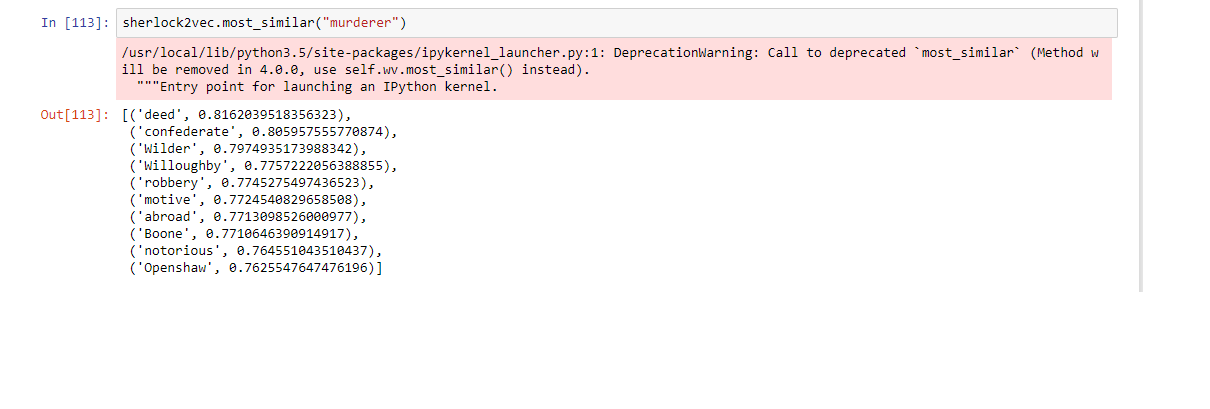 In [113]: sherlock2vec.most_similar("murderer")
/usr/local/lib/python3.5/site-packages/ipykernel_launcher.py:1: DeprecationWarning: Call to deprecated `most_similar` (Method w
ill be removed in 4.0.0, use self.wv.most_similar() instead).
  """Entry point for launching an IPython kernel.
Out[113]: [('deed', 0.8162039518356323),
('confederate', 0.805957555770874),
('Wilder', 0.7974935173988342),
('Willoughby', 0.7757222056388855),
('robbery', 0.7745275497436523),
('motive', 0.7724540829658508),
('abroad', 0.7713098526000977),
('Boone', 0.7710646390914917),
('notorious', 0.764551043510437),
('Openshaw', 0.7625547647476196)]